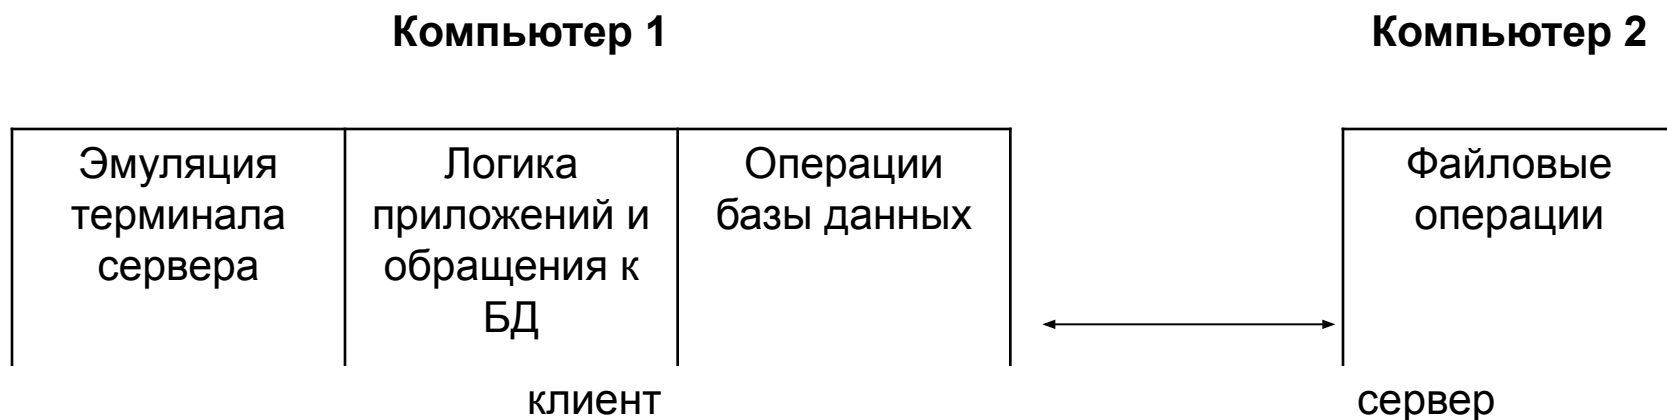 Компьютер 1
Компьютер 2
Эмуляция
терминала
сервера
Логика
приложений и
обращения к
БД
Операции
базы данных
Файловые
операции
клиент
сервер